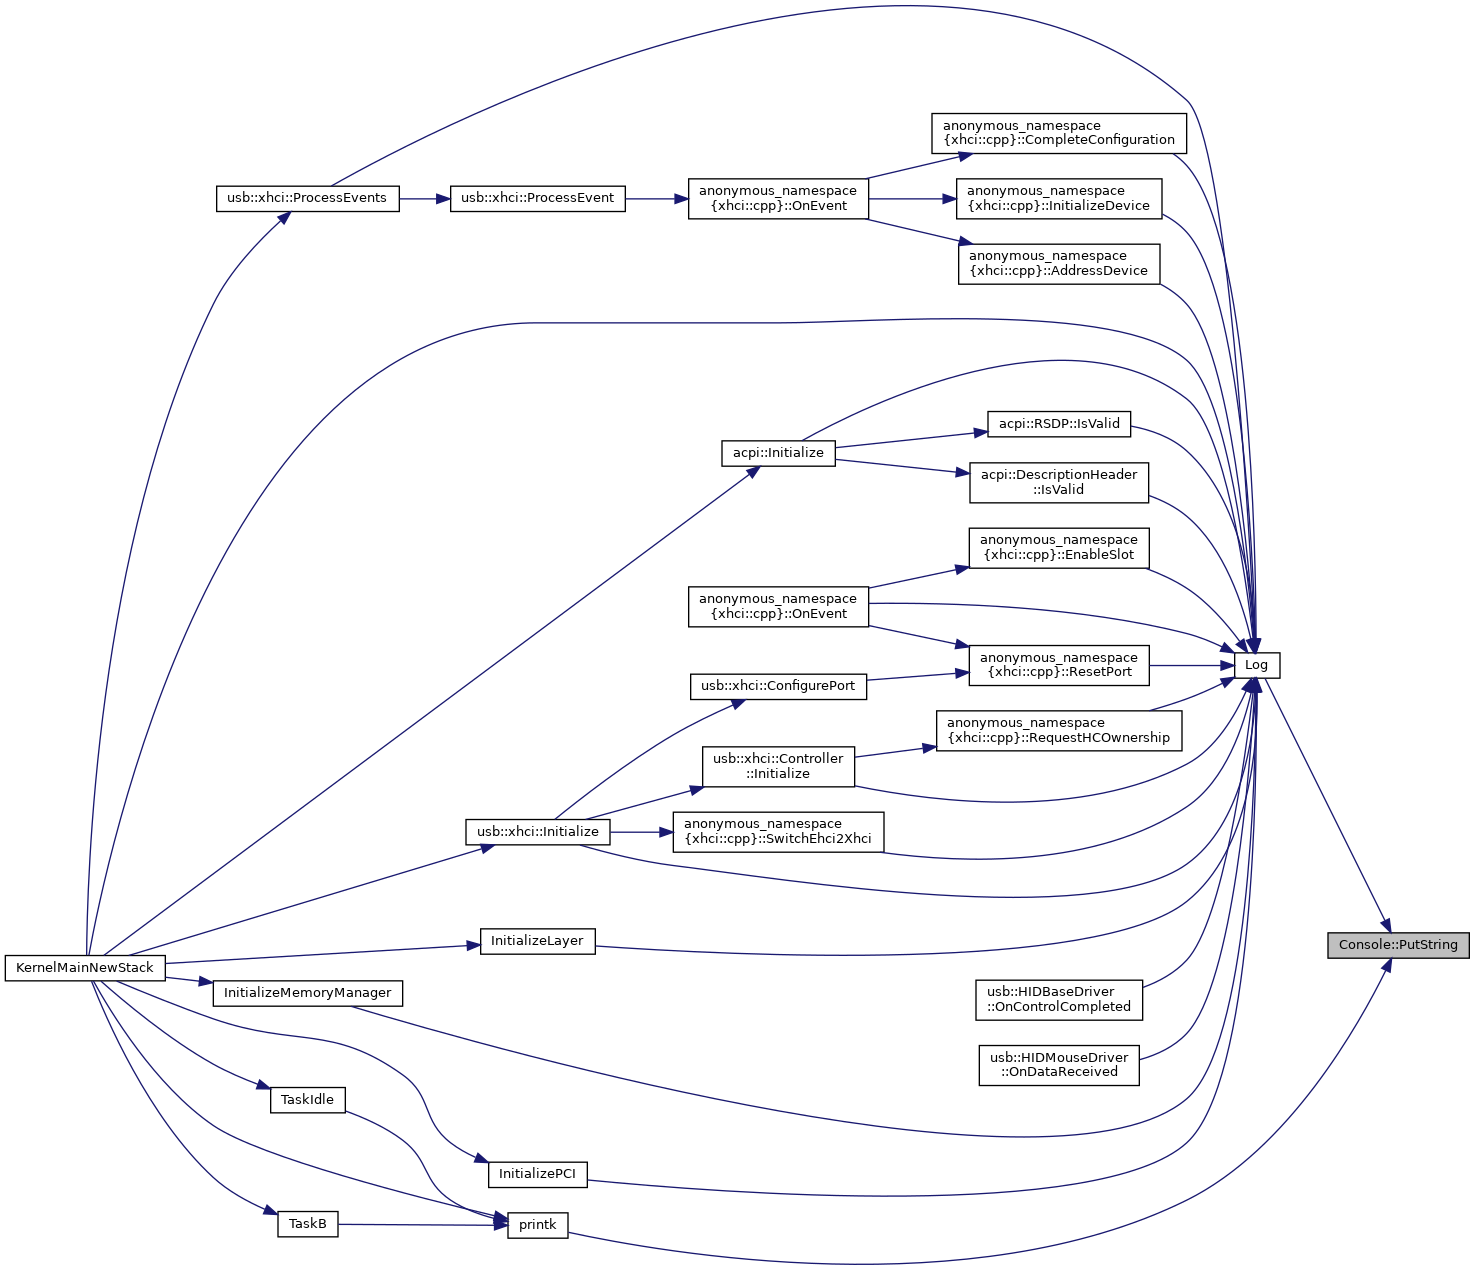 anonymous_namespace
{xhci::cpp}::CompleteConfiguration
usb::xhci::ProcessEvents
usb::xhci::ProcessEvent
anonymous_namespace
{xhci::cpp}::OnEvent
anonymous_namespace
{xhci::cpp}::InitializeDevice
anonymous_namespace
{xhci::cpp}::AddressDevice
acpi::Initialize
acpi::RSDP::IsValid
acpi::DescriptionHeader
::IsValid
anonymous_namespace
{xhci::cpp}::EnableSlot
anonymous_namespace
{xhci::cpp}::OnEvent
anonymous_namespace
{xhci::cpp}::ResetPort
Log
usb::xhci::ConfigurePort
anonymous_namespace
{xhci::cpp}::RequestHCOwnership
usb::xhci::Controller
::Initialize
usb::xhci::Initialize
anonymous_namespace
{xhci::cpp}::SwitchEhci2Xhci
InitializeLayer
Console::PutString
KernelMainNewStack
InitializeMemoryManager
usb::HIDBaseDriver
::OnControlCompleted
usb::HIDMouseDriver
::OnDataReceived
TaskIdle
InitializePCI
TaskB
printk